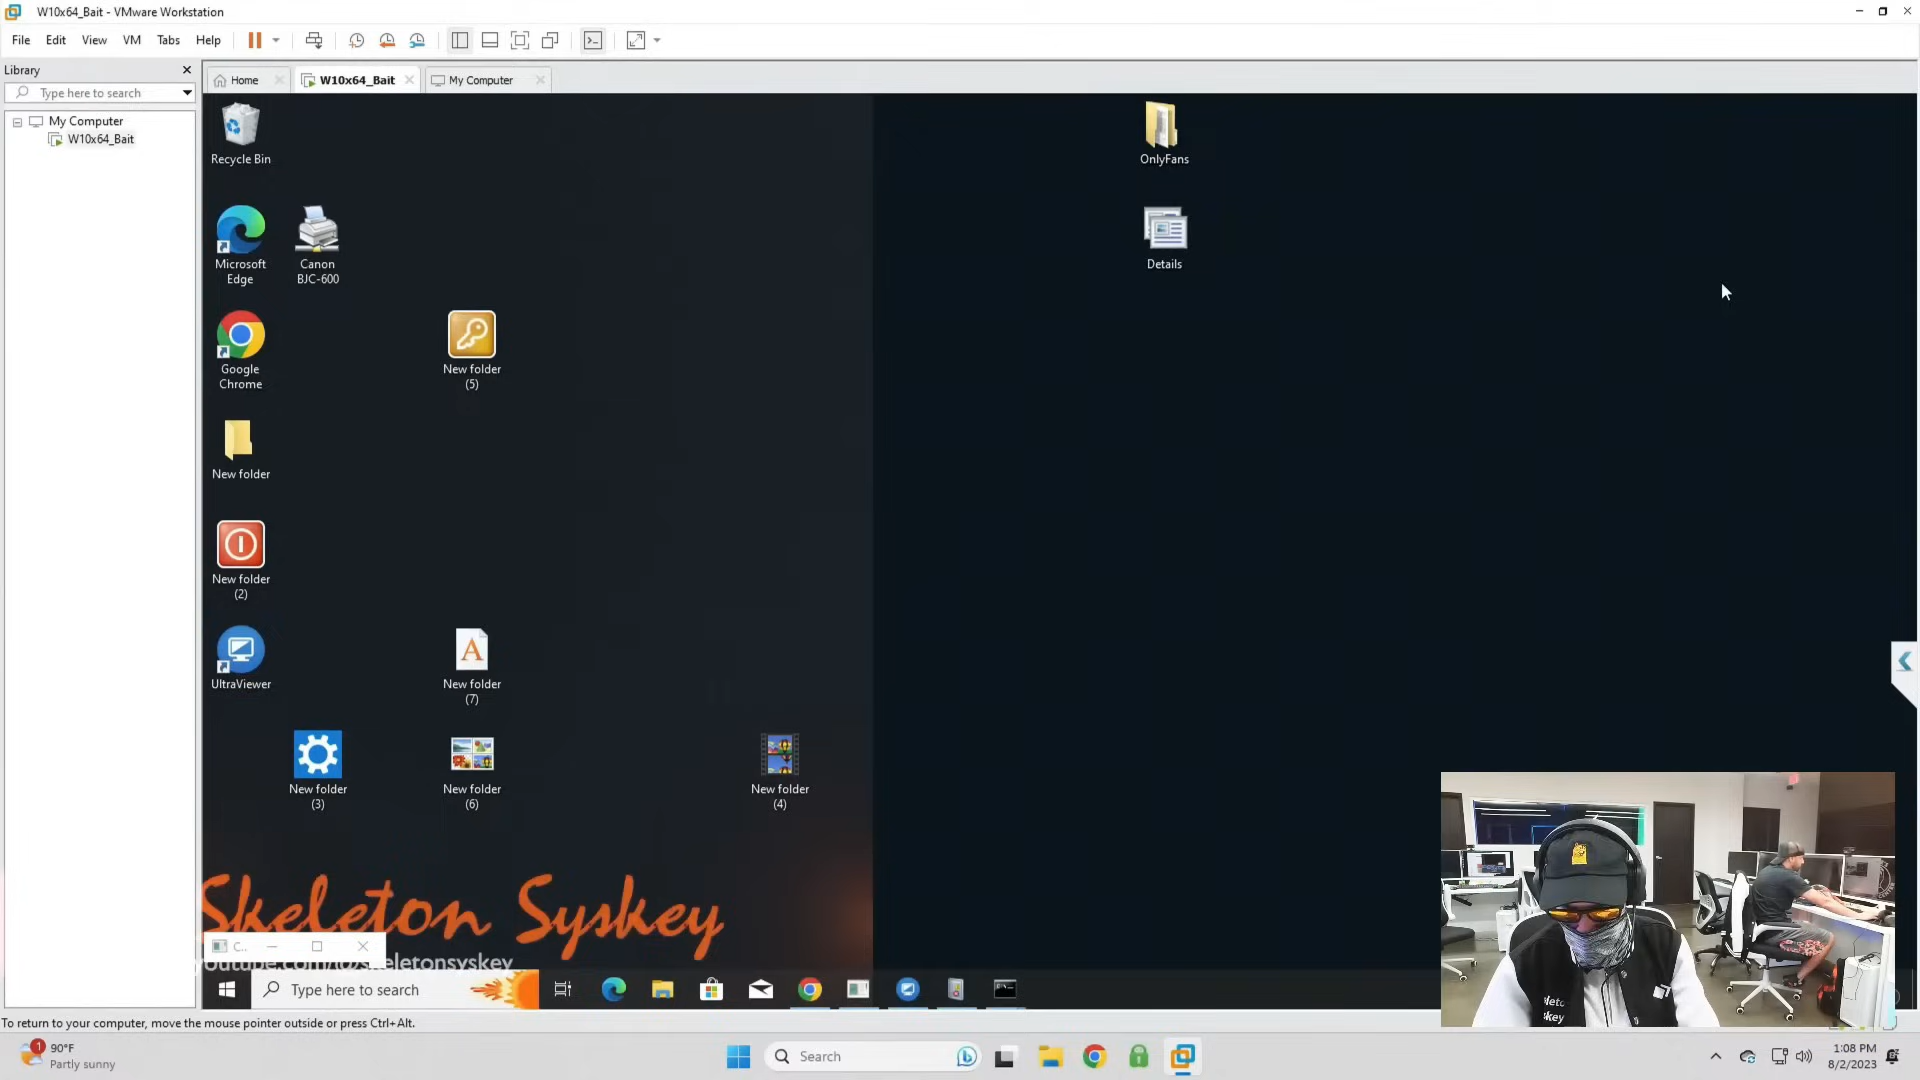 W10x64_Bait - VMware Workstation
File Edit View VM Tabs Help
Library
Type here to search
My Computer
W10x64_Bait
Home
W10x64_Bait
My Computer
Recycle Bin
OnlyFans
Microsoft
Edge
Canon
BJC-600
Details
Google
Chrome
New folder
(5)
New folder
New folder
(2)
UltraViewer
New folder
(7)
New folder
(3)
New folder
(6)
New folder
(4)
Skeleton Syskey
C..
youtube.com/c/skeletonsyskey
Type here to search
To return to your computer, move the mouse pointer outside or press Ctrl+Alt.
1
90°F
Partly sunny
Search
1:08 PM
8/2/2023